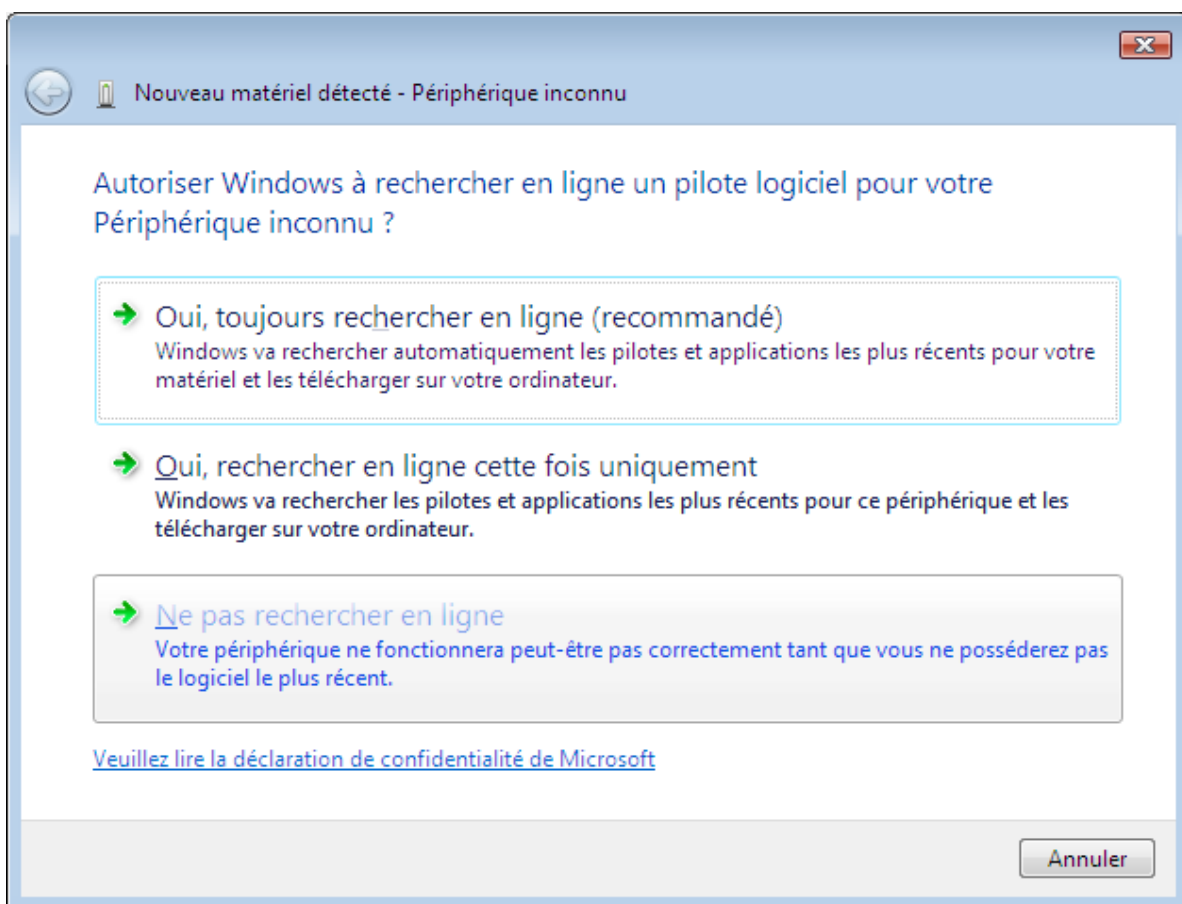 Nouveau matériel détecté - Périphérique inconnu
Autoriser Windows à rechercher en ligne un pilote logiciel pour votre
Périphérique inconnu ?
Oui, toujours rechercher en ligne (recommandé)
Windows va rechercher automatiquement les pilotes et applications les plus récents pour votre
matériel et les télécharger sur votre ordinateur.
Oui, rechercher en ligne cette fois uniquement
Windows va rechercher les pilotes et applications les plus récents pour ce périphérique et les
télécharger sur votre ordinateur.
Ne pas rechercher en ligne
Votre périphérique ne fonctionnera peut-être pas correctement tant que vous ne posséderez pas
le logiciel le plus récent.
Veuillez lire la déclaration de confidentialité de Microsoft
Annuler